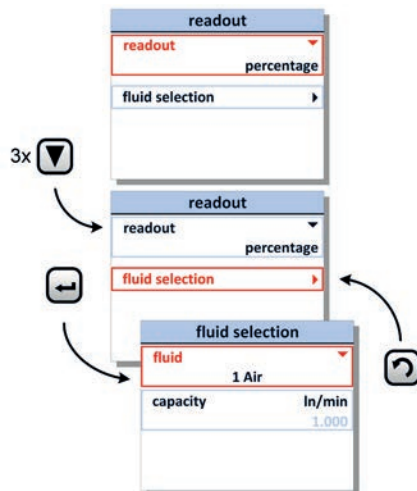 readout
readout
percentage
fluid selection
3x
readout
readout
percentage
fluid selection
fluid selection
fluid
1 Air
capacity ln/min
1.000